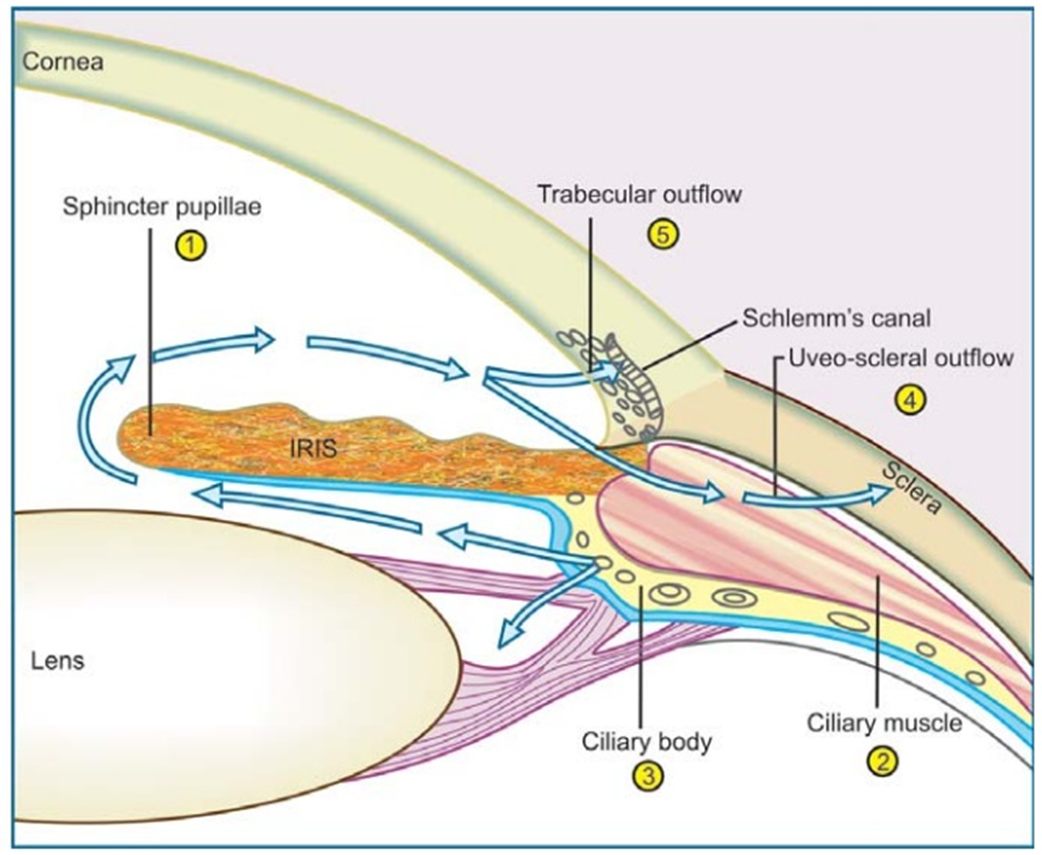 Cornea
Sphincter pupillae
1
Trabecular outflow
5
Schlemm's canal
Uveo-scleral outflow
4
IRIS
Sclera
Lens
Ciliary body
3
Ciliary muscle
2